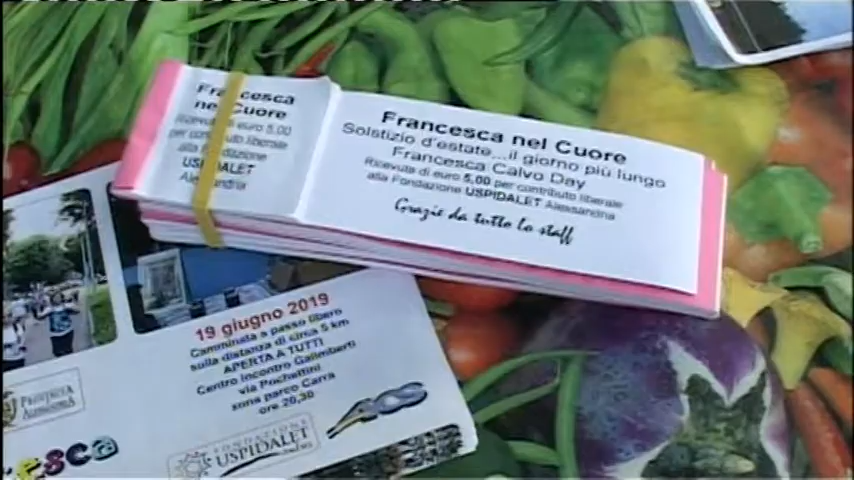 Francesca
nel Cuore
Ricevuta di euro 5,00
per contributo liberale
alla Fondazione
USPIDALET
Alessandria
Francesca nel Cuore
Solstizio d'estate...il giorno più lungo
Francesca Calvo Day
Ricevuta di euro 5,00 per contributo liberale
alla Fondazione USPIDALET Alessandria
Grazie da tutto lo staff
19 giugno 2019
Camminata a passo libero
sulla distanza di circa 5 km
APERTA A TUTTI
Centro incontro Galimberti
via Pochettini
zona parco Carrà
ore 20,30
PROVINCIA
ALESSANDRIA
esca
FONDAZIONE
USPIDALET